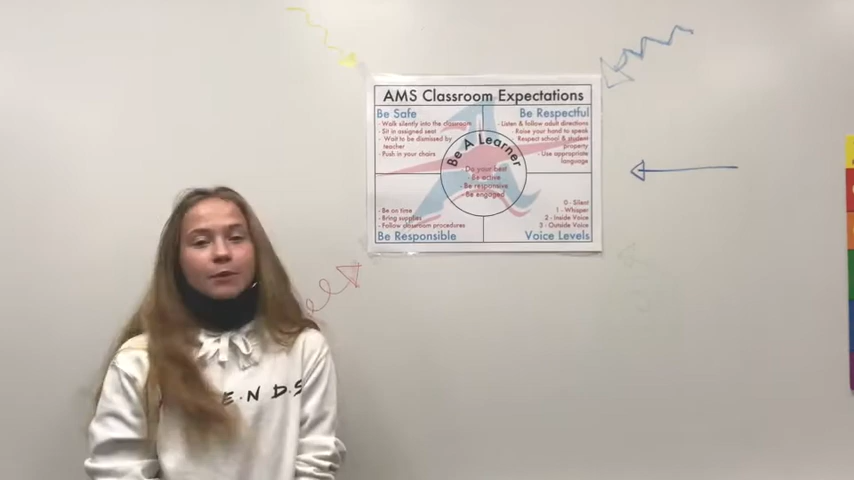 AMS Classroom Expectations
Be Safe
- Walk silently into the classroom
- Sit in assigned seat
- Wait to be dismissed by
teacher
- Push in your chairs
Be Respectful
- Listen & follow adult directions
- Raise your hand to speak
- Respect school & student
property
- Use appropriate
language
Be A Learner
- Do your best
- Be active
- Be responsive
- Be engaged
- Be on time
- Bring supplies
- Follow classroom procedures
Be Responsible
0 - Silent
1 - Whisper
2 - Inside Voice
3 - Outside Voice
Voice Levels
E·N D·S